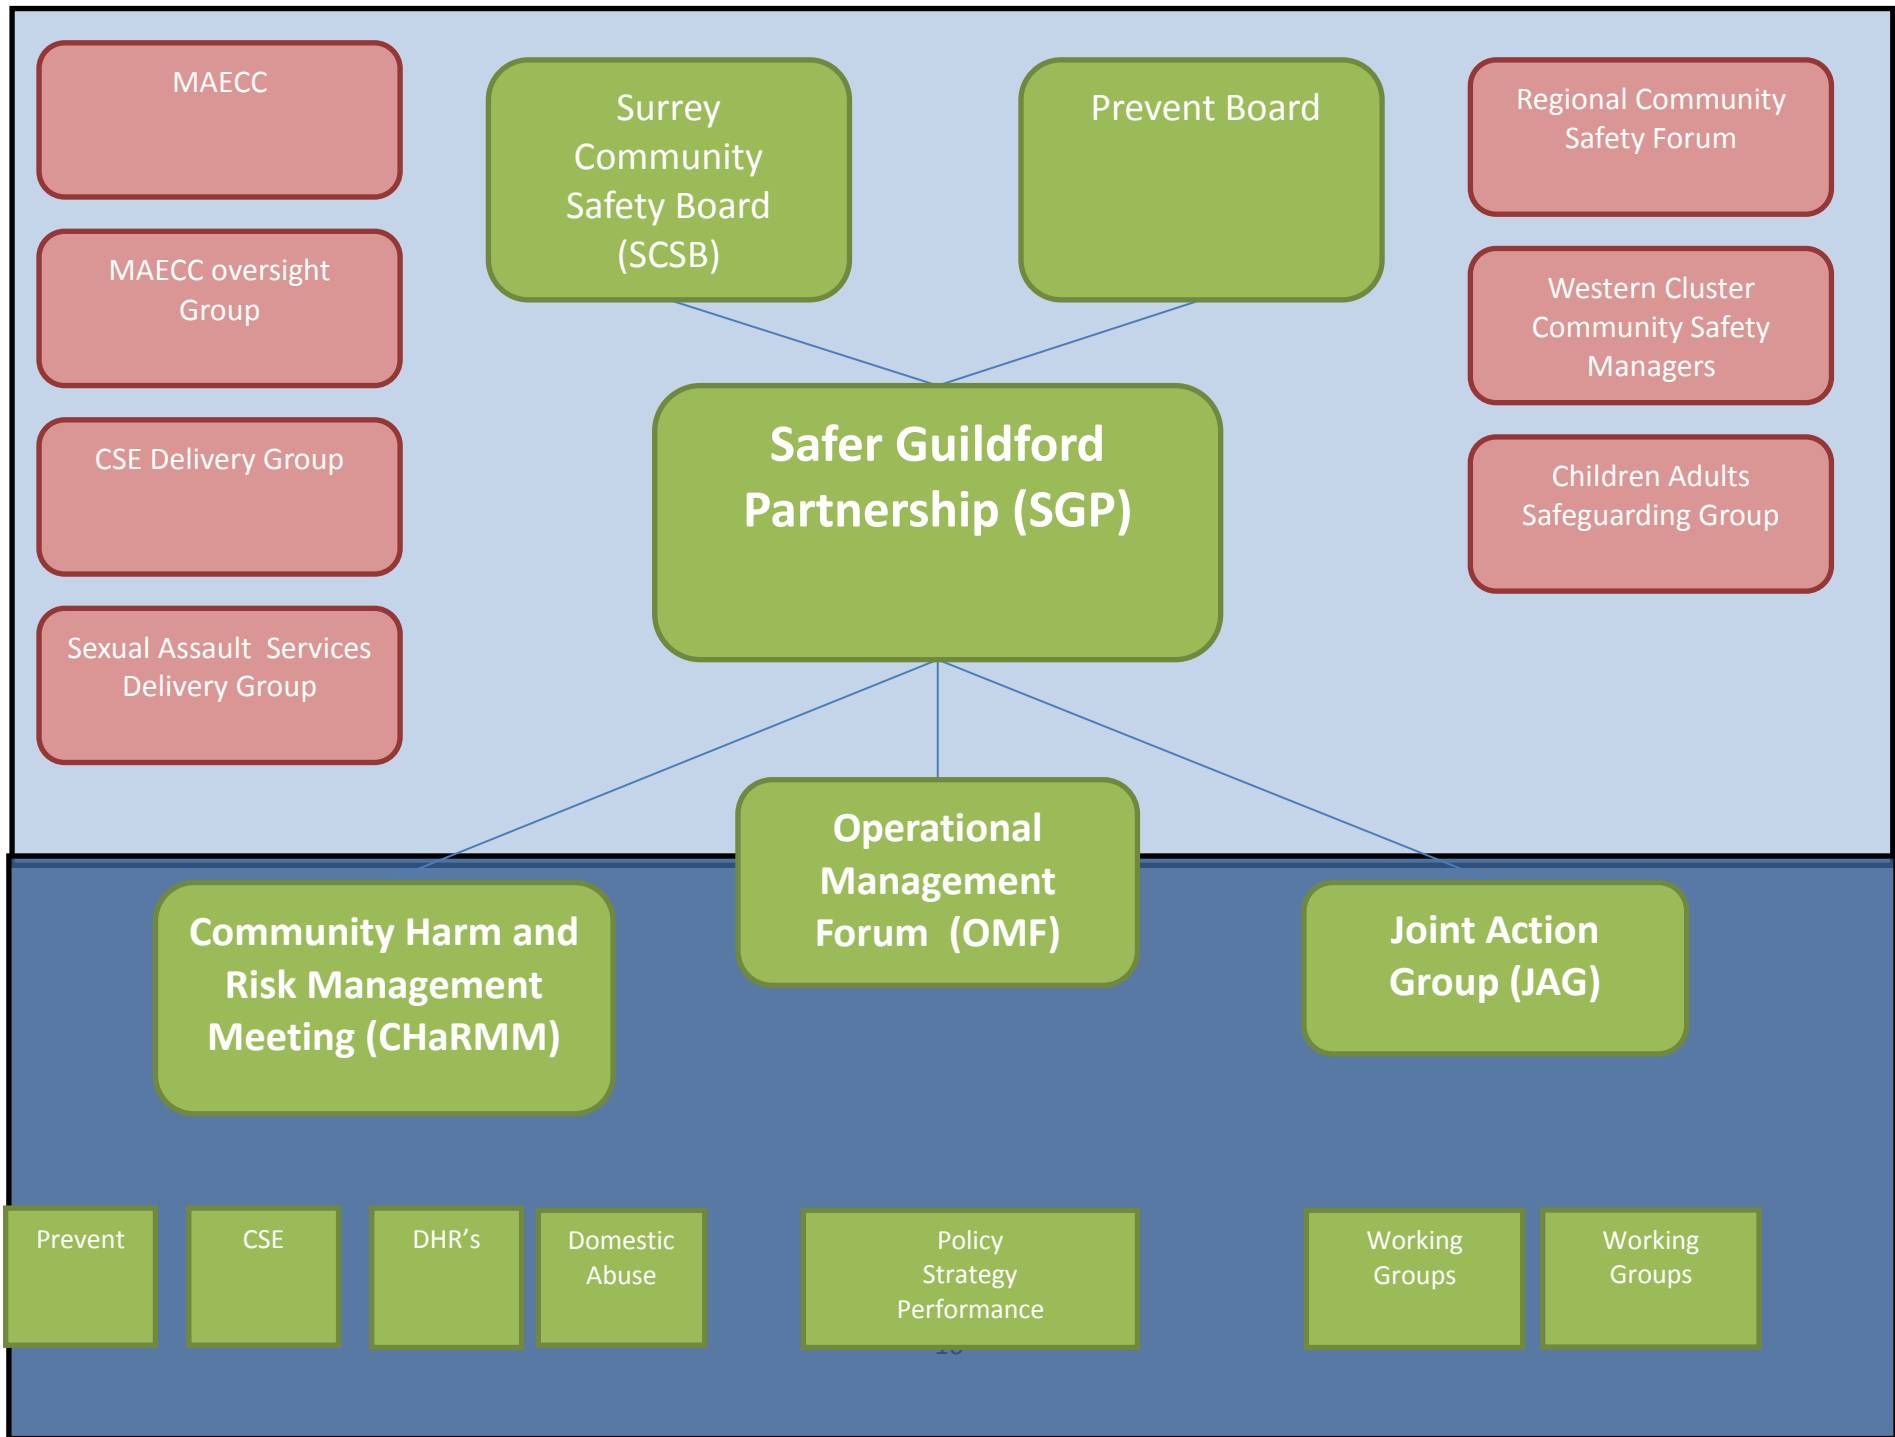 MAECC
MAECC oversight
Group
CSE Delivery Group
Sexual Assault  Services
Delivery Group
Surrey
Community
Safety Board
(SCSB)
Prevent Board
Regional Community
Safety Forum
Western Cluster
Community Safety
Managers
Children Adults
Safeguarding Group
Safer Guildford
Partnership (SGP)
Operational
Management
Forum  (OMF)
Community Harm and
Risk Management
Meeting (CHaRMM)
Joint Action
Group (JAG)
Prevent
CSE
DHR’s
Domestic
Abuse
Policy
Strategy
Performance
Working
Groups
Working
Groups